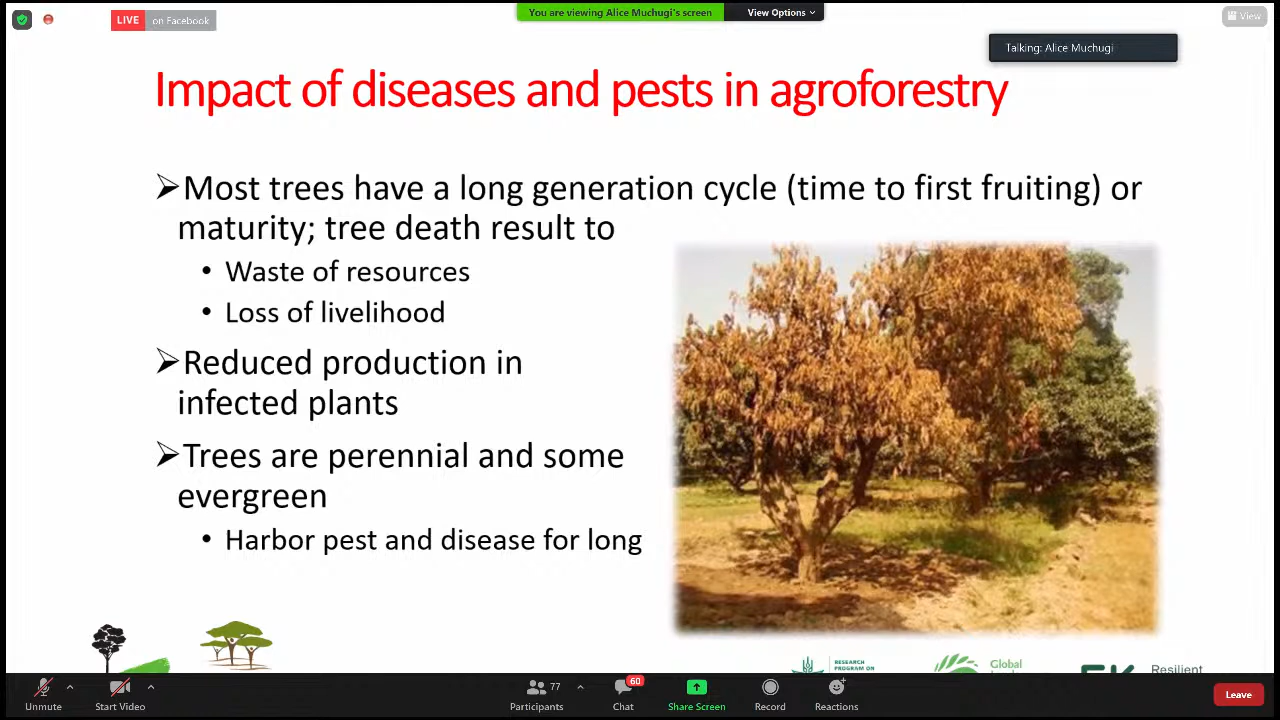 LIVE on Facebook
You are viewing Alice Muchugi's screen
View Options
View
Talking: Alice Muchugi
Impact of diseases and pests in agroforestry
➢Most trees have a long generation cycle (time to first fruiting) or
maturity; tree death result to
• Waste of resources
• Loss of livelihood
➢Reduced production in
infected plants
➢Trees are perennial and some
evergreen
• Harbor pest and disease for long
RESEARCH
PROGRAM ON
Global
Resilient
Unmute
Start Video
77
Participants
60
Chat
Share Screen
Record
Reactions
Leave